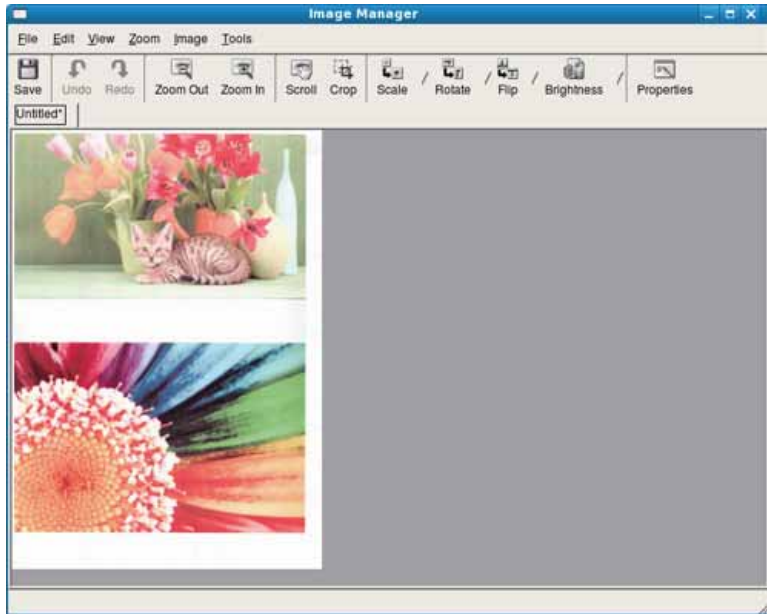 Image Manager
File Edit View Zoom Image Tools
Save Undo Redo Zoom Out Zoom In Scroll Crop Scale / Rotate / Flip / Brightness / Properties
Untitled*